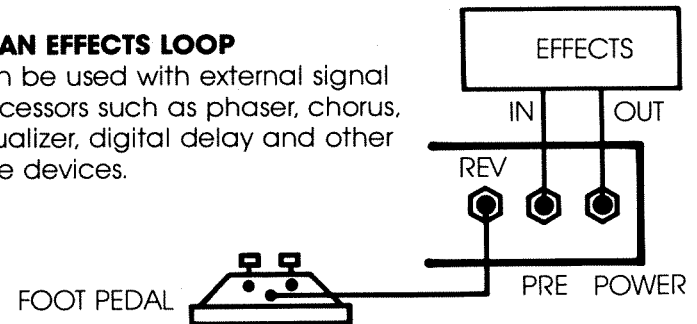 AN EFFECTS LOOP
n be used with external signal
cessors such as phaser, chorus,
ualizer, digital delay and other
e devices.
EFFECTS
IN OUT
REV
PRE POWER
FOOT PEDAL